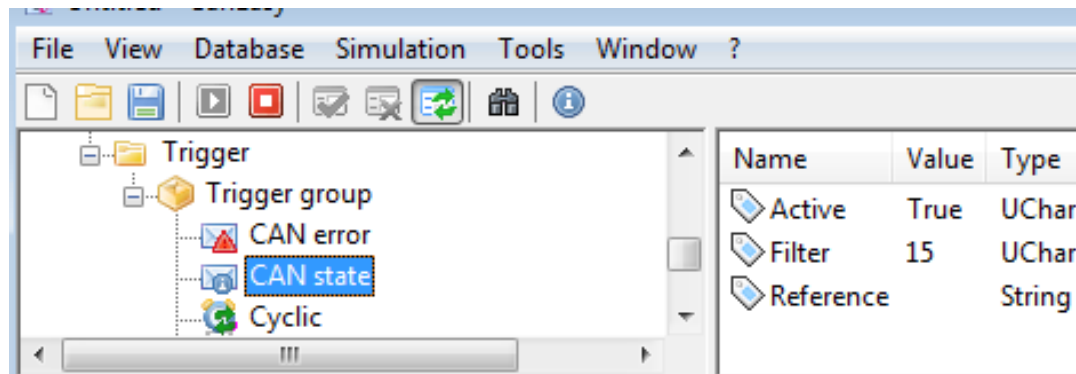 File View Database Simulation Tools Window ?
Trigger
Trigger group
CAN error
CAN state
Cyclic
Name Value Type
Active True UChar
Filter 15 UChar
Reference String